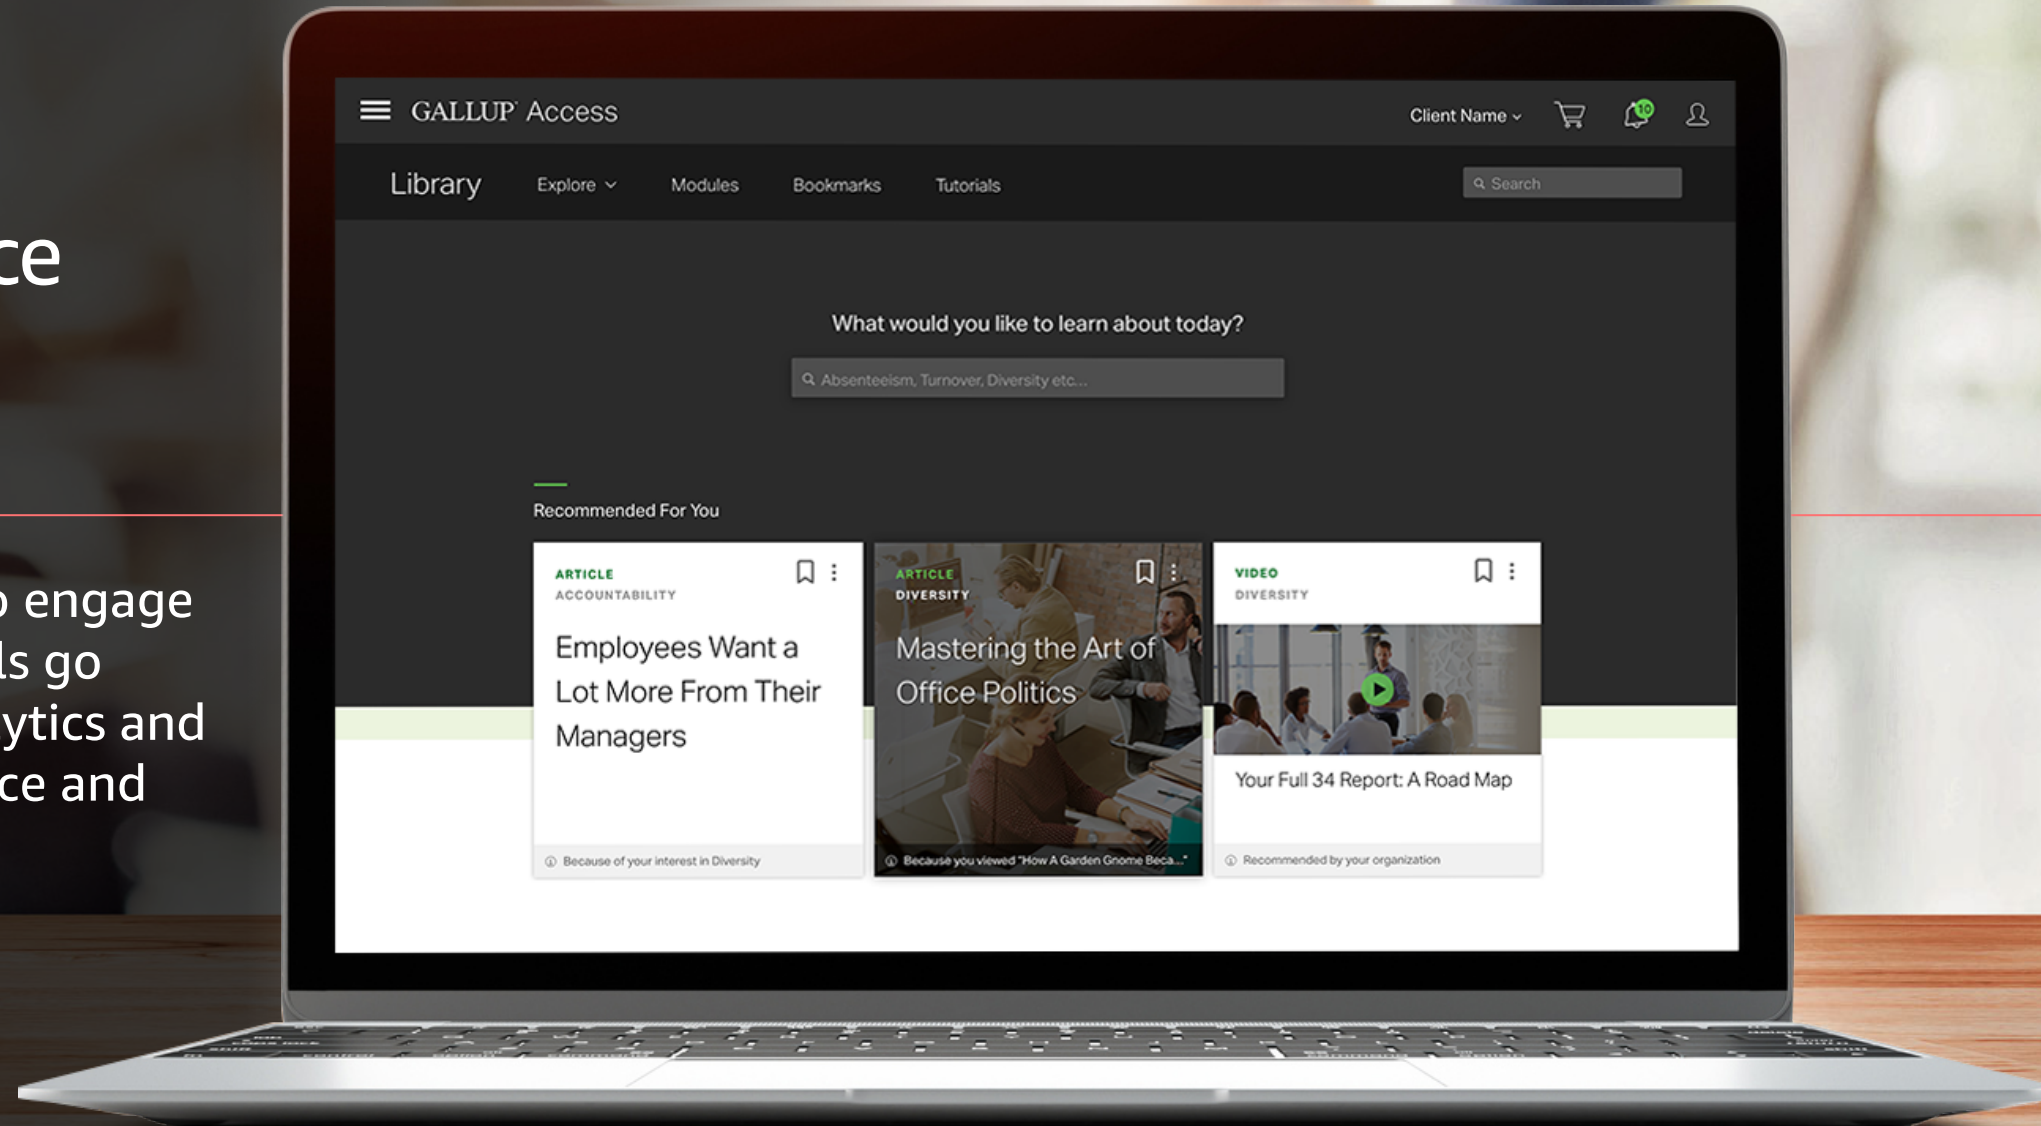 GALLUP® Access
Client Name
10
Library
Explore
Modules
Bookmarks
Tutorials
Search
ce
What would you like to learn about today?
Absenteeism, Turnover, Diversity etc...
Recommended For You
ARTICLE
ACCOUNTABILITY
Employees Want a
Lot More From Their
Managers
Because of your interest in Diversity
ARTICLE
DIVERSITY
Mastering the Art of
Office Politics
Because you viewed "How A Garden Gnome Beca..."
VIDEO
DIVERSITY
Your Full 34 Report: A Road Map
Recommended by your organization
engage
ls go
ytics and
ce and